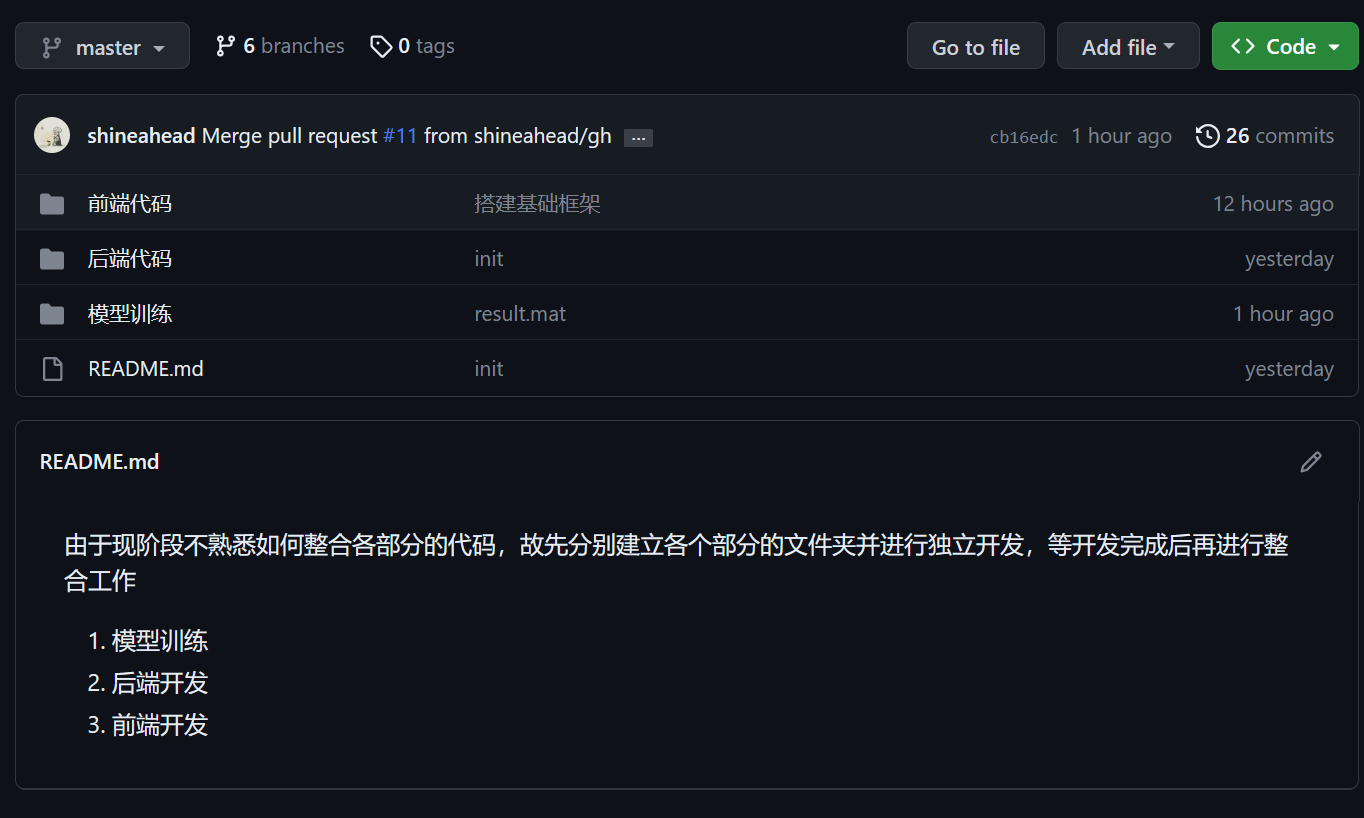 master 6 branches 0 tags Go to file Add file Code
shineahead Merge pull request #11 from shineahead/gh ... cb16edc 1 hour ago 26 commits
前端代码 搭建基础框架 12 hours ago
后端代码 init yesterday
模型训练 result.mat 1 hour ago
README.md init yesterday
README.md
由于现阶段不熟悉如何整合各部分的代码，故先分别建立各个部分的文件夹并进行独立开发，等开发完成后再进行整
合工作
1. 模型训练
2. 后端开发
3. 前端开发